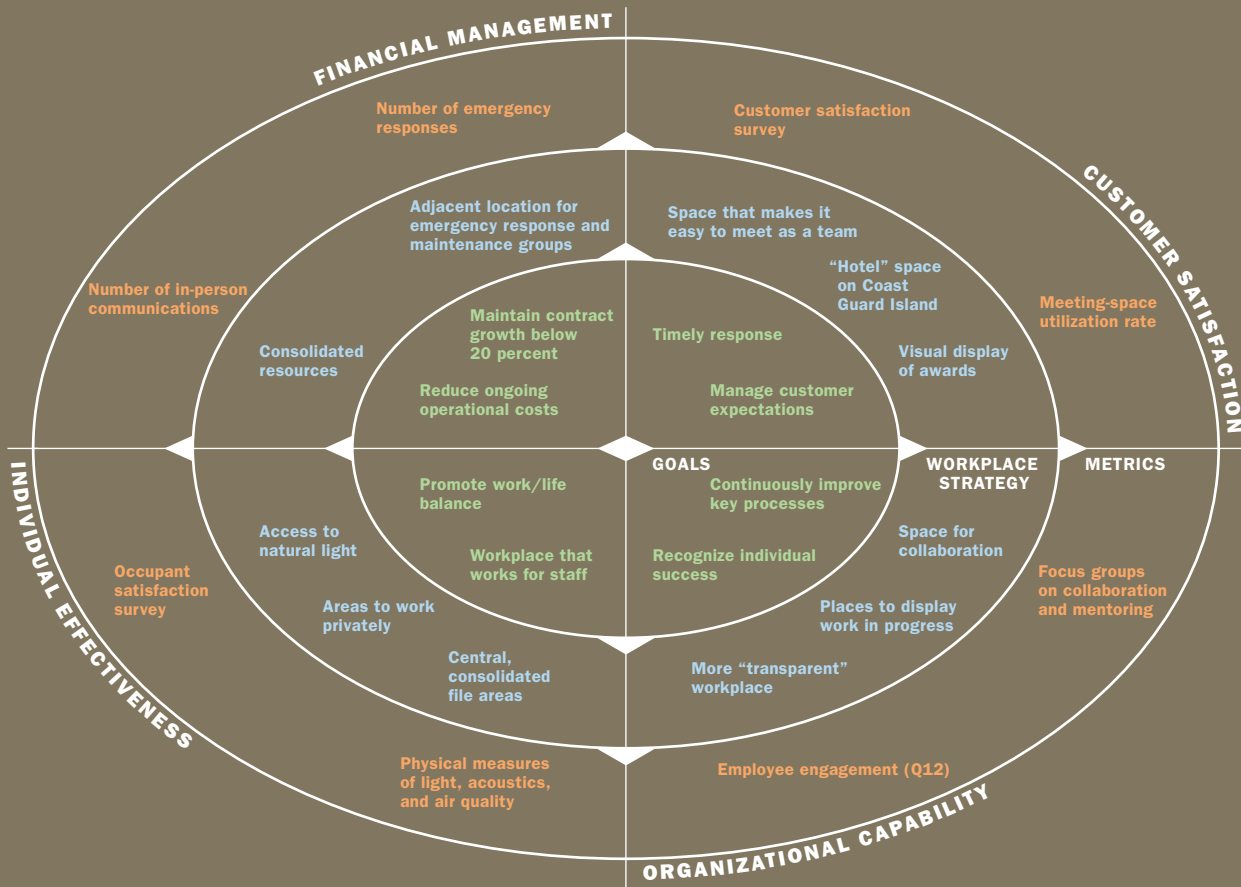 FINANCIAL MANAGEMENT
Number of emergency
responses
Adjacent location for
emergency response and
maintenance groups
Number of in-person
communications
Consolidated
resources
Maintain contract
growth below
20 percent
Reduce ongoing
operational costs
CUSTOMER SATISFACTION
Customer satisfaction
survey
Space that makes it
easy to meet as a team
“Hotel” space
on Coast
Guard Island
Meeting-space
utilization rate
Timely response
Visual display
of awards
Manage customer
expectations
GOALS
WORKPLACE
STRATEGY
METRICS
INDIVIDUAL EFFECTIVENESS
Promote work/life
balance
Access to
natural light
Workplace that
works for staff
Occupant
satisfaction
survey
Areas to work
privately
Central,
consolidated
file areas
Physical measures
of light, acoustics,
and air quality
Continuously improve
key processes
Space for
collaboration
Recognize individual
success
Focus groups
on collaboration
and mentoring
Places to display
work in progress
More “transparent”
workplace
Employee engagement (Q12)
ORGANIZATIONAL CAPABILITY